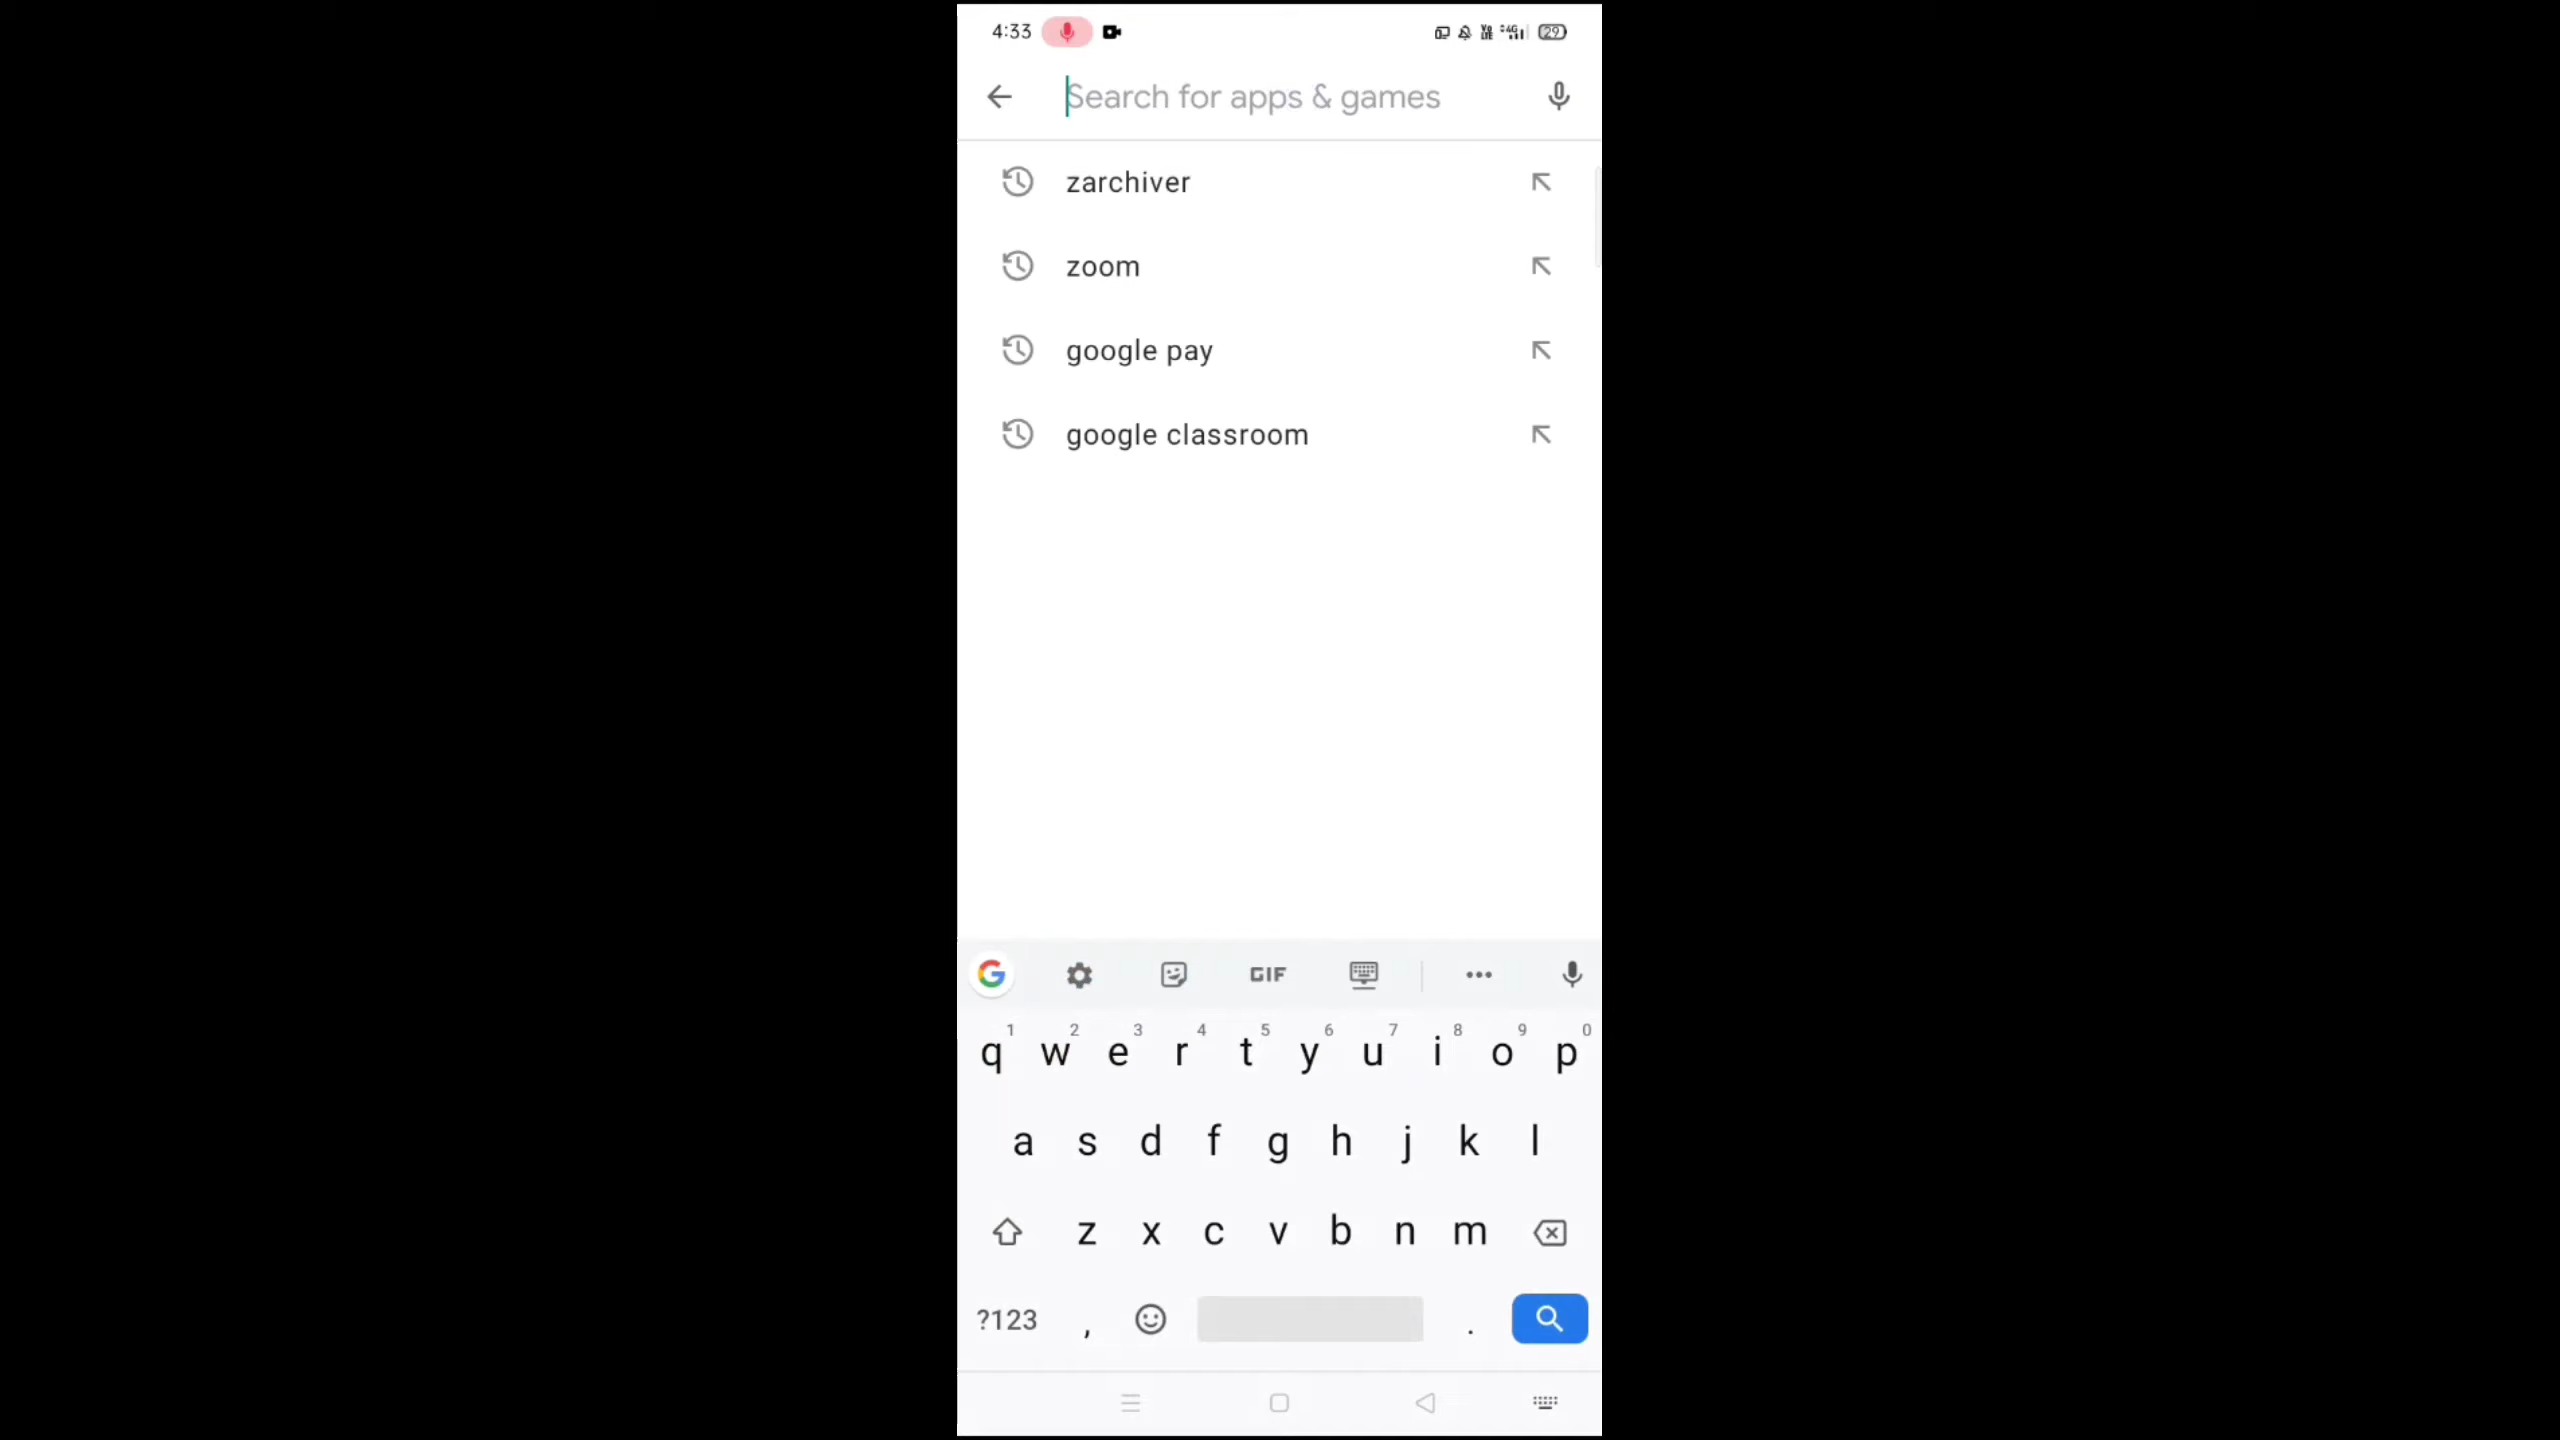 4:33 29
Search for apps & games
zarchiver
zoom
google pay
google classroom
G GIF
1 2 3 4 5 6 7 8 9 0
q w e r t y u i o p
a s d f g h j k l
z x c v b n m
?123 , .